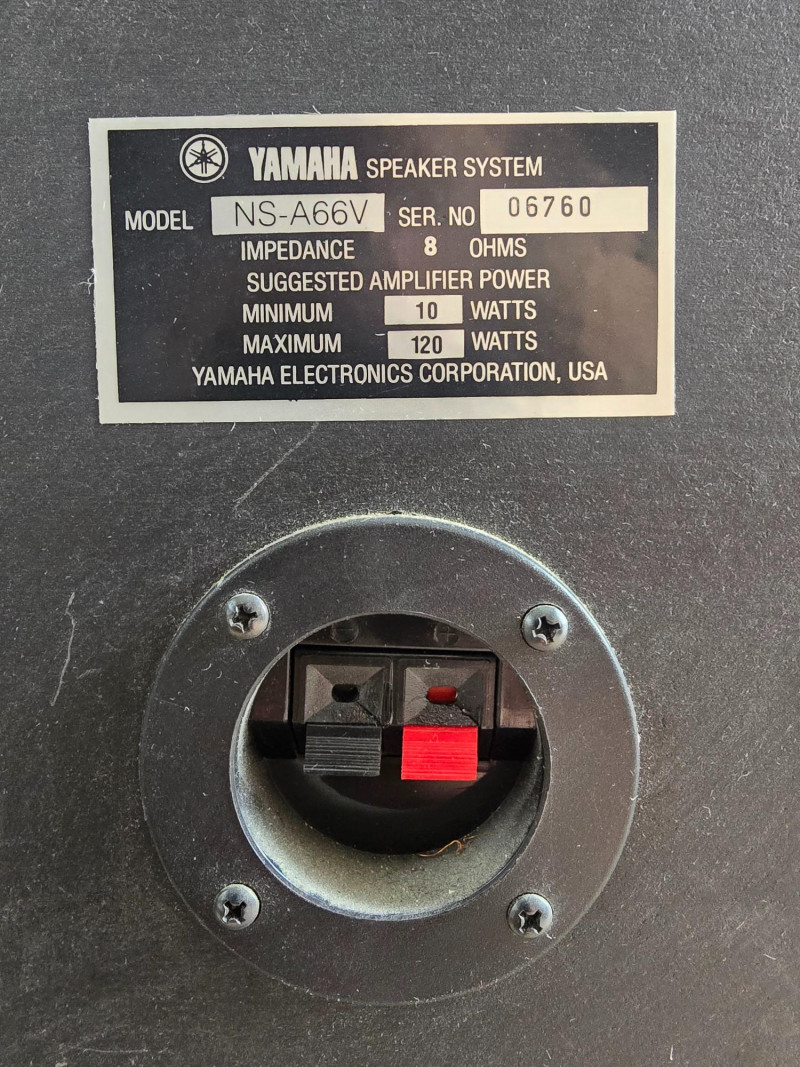 YAMAHA SPEAKER SYSTEM
MODEL NS-A66V SER. NO 06760
IMPEDANCE 8 OHMS
SUGGESTED AMPLIFIER POWER
MINIMUM 10 WATTS
MAXIMUM 120 WATTS
YAMAHA ELECTRONICS CORPORATION, USA